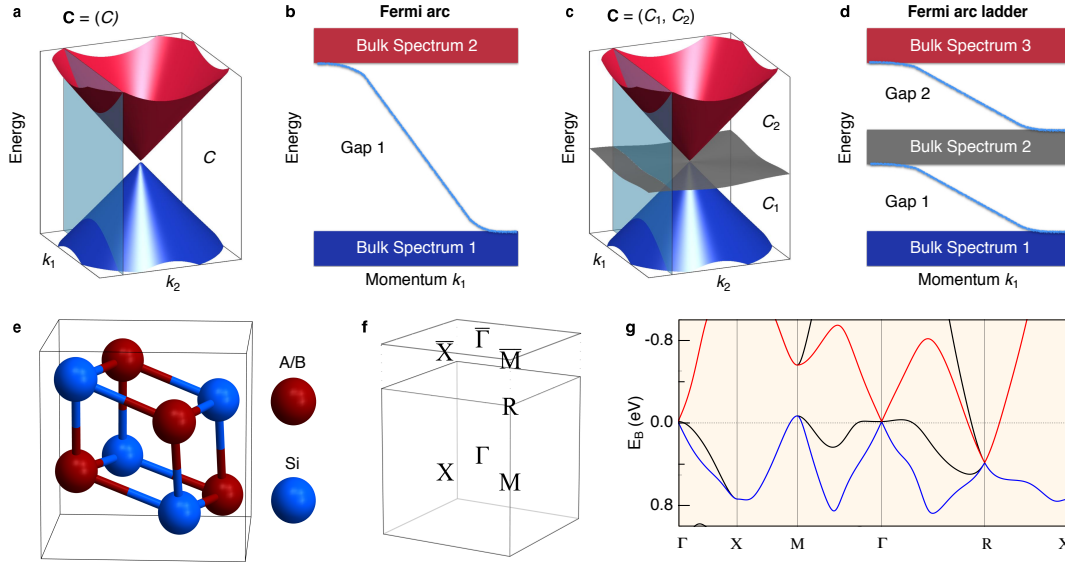 a
C = (C)
Energy
C
k1
k2
b
Fermi arc
Bulk Spectrum 2
Energy
Gap 1
Bulk Spectrum 1
Momentum k1
c
C = (C1, C2)
Energy
C2
C1
k1
k2
d
Fermi arc ladder
Bulk Spectrum 3
Energy
Gap 2
Bulk Spectrum 2
Gap 1
Bulk Spectrum 1
Momentum k1
e
A/B
Si
f
Γ̅
X̅
M̅
R
Γ
X
M
g
EB (eV)
-0.8
0.0
0.8
Γ X M Γ R X